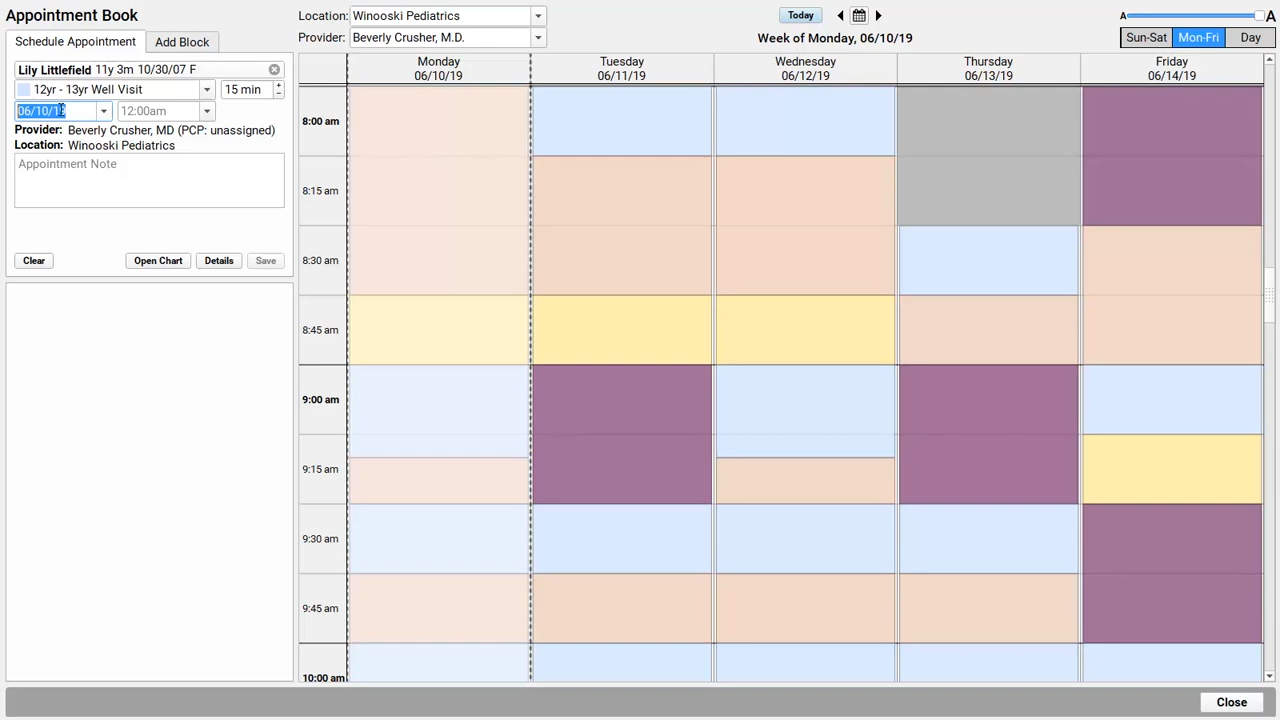 Appointment Book
Location: Winooski Pediatrics
Today
A A
Provider: Beverly Crusher, M.D.
Week of Monday, 06/10/19
Sun-Sat Mon-Fri Day
Schedule Appointment Add Block
Lily Littlefield 11y 3m 10/30/07 F
12yr - 13yr Well Visit 15 min
06/10/19 12:00am
Provider: Beverly Crusher, MD (PCP: unassigned)
Location: Winooski Pediatrics
Appointment Note
Clear Open Chart Details Save
Monday Tuesday Wednesday Thursday Friday
06/10/19 06/11/19 06/12/19 06/13/19 06/14/19
8:00 am
8:15 am
8:30 am
8:45 am
9:00 am
9:15 am
9:30 am
9:45 am
10:00 am
Close